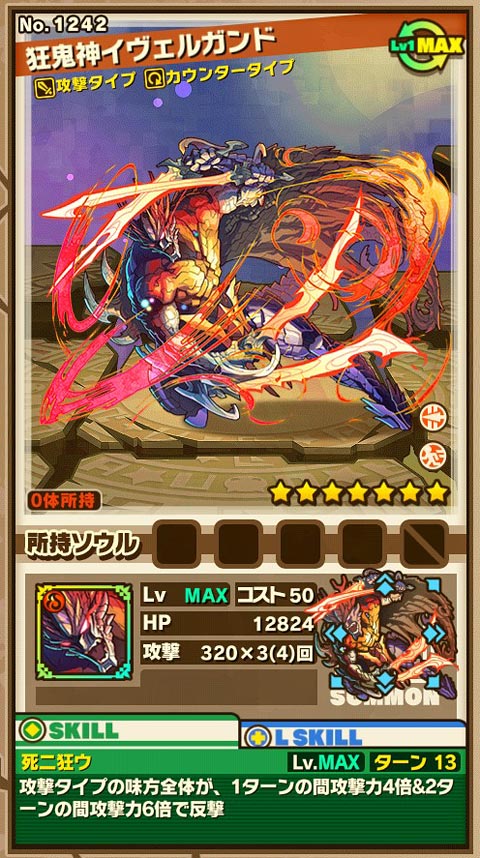 No.1242
狂鬼神イヴェルガンド
Lv1 MAX
攻撃タイプ カウンタータイプ
0体所持
所持ソウル
Lv MAX コスト50
HP 12824
攻撃 320×3(4)回
SUMMON
SKILL
L SKILL
死ニ狂ウ Lv.MAX ターン 13
攻撃タイプの味方全体が、1ターンの間攻撃力4倍&2タ
ーンの間攻撃力6倍で反撃